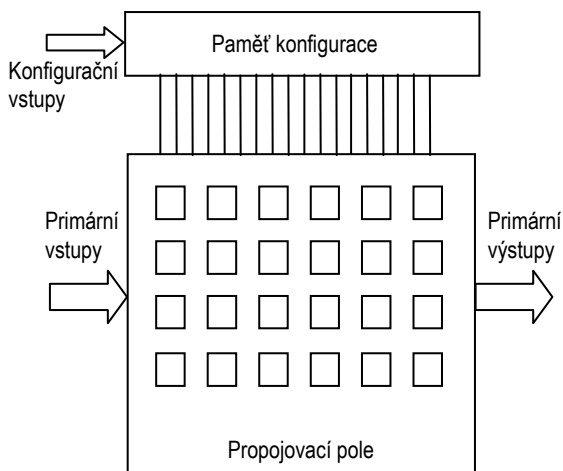 Paměť konfigurace
Konfigurační
vstupy
Primární
vstupy
Primární
výstupy
Propojovací pole